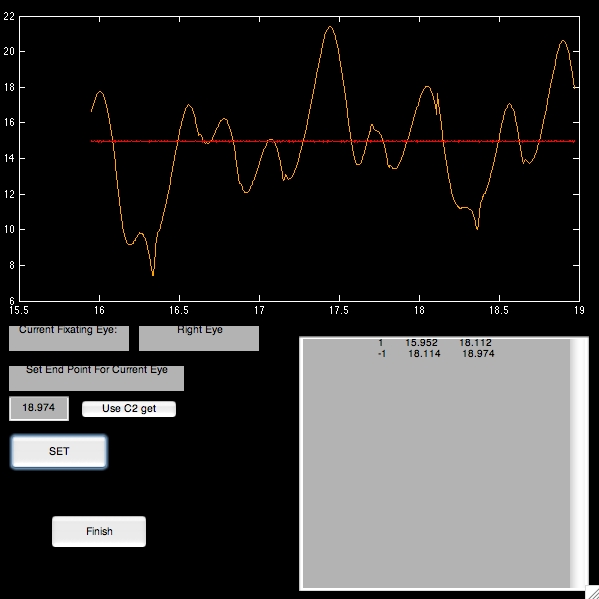 22
20
18
16
14
12
10
8
6
15.5 16 16.5 17 17.5 18 18.5 19
Current Fixating Eye: Right Eye
1 15.952 18.112
-1 18.114 18.974
Set End Point For Current Eye
18.974 Use C2 get
SET
Finish